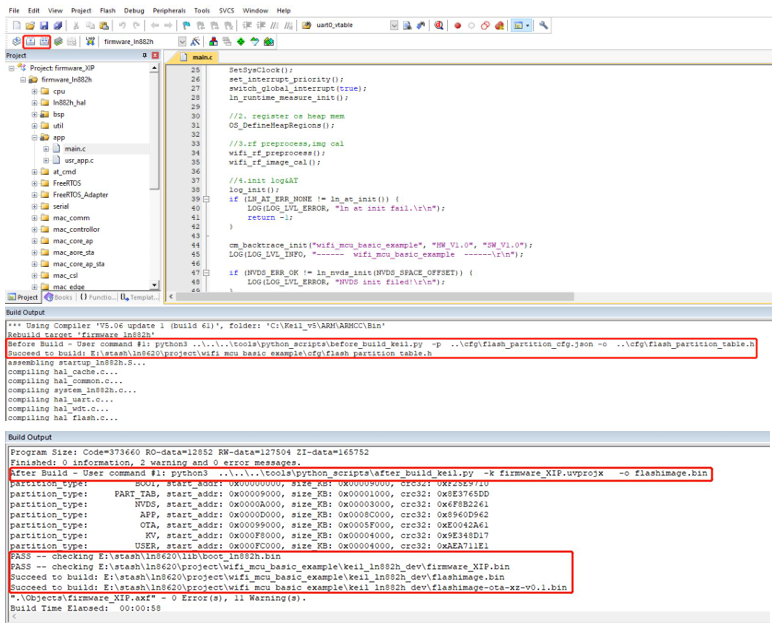 File Edit View Project Flash Debug Peripherals Tools SVCS Window Help
uart0_vtable
firmware_ln882h
Project
main.c
Project: firmware_XIP
firmware_ln882h
cpu
ln882h_hal
bsp
util
app
main.c
usr_app.c
at_cmd
FreeRTOS
FreeRTOS_Adapter
serial
mac_comm
mac_controllor
mac_core_ap
mac_aore_sta
mac_core_ap_sta
mac_csl
mac edge
Project Books Functio... Templat...
25 SetSysClock();
26 set_interrupt_priority();
27 switch_global_interrupt(true);
28 ln_runtime_measure_init();
29
30 //2. register os heap mem
31 OS_DefineHeapRegions();
32
33 //3.rf preprocess,img cal
34 wifi_rf_preprocess();
35 wifi_rf_image_cal();
36
37 //4.init log&AT
38 log_init();
39 if (LN_AT_ERR_NONE != ln_at_init()) {
40 LOG(LOG_LVL_ERROR, "ln at init fail.\r\n");
41 return -1;
42 }
43
44 cm_backtrace_init("wifi_mcu_basic_example", "HW_V1.0", "SW_V1.0");
45 LOG(LOG_LVL_INFO, "------ wifi_mcu_basic_example ------\r\n");
46
47 if (NVDS_ERR_OK != ln_nvds_init(NVDS_SPACE_OFFSET)) {
48 LOG(LOG_LVL_ERROR, "NVDS init filed!\r\n");
69 }
Build Output
*** Using Compiler 'V5.06 update 1 (build 61)', folder: 'C:\Keil_v5\ARM\ARMCC\Bin'
Rebuild target 'firmware ln882h'
Before Build - User command #1: python3 ..\..\..\tools\python_scripts\before_build_keil.py -p ..\cfg\flash_partition_cfg.json -o ..\cfg\flash_partition_table.h
Succeed to build: E:\stash\ln8620\project\wifi mcu basic example\cfg\flash partition table.h
assembling startup_ln882h.S...
compiling hal_cache.c...
compiling hal_common.c...
compiling system_ln882h.c...
compiling hal_uart.c...
compiling hal_wdt.c...
compiling hal flash.c...
Build Output
Program Size: Code=373660 RO-data=12852 RW-data=127504 ZI-data=165752
Finished: 0 information, 2 warning and 0 error messages.
After Build - User command #1: python3 ..\..\..\tools\python_scripts\after_build_keil.py -k firmware_XIP.uvprojx -o flashimage.bin
partition_type: BOOT, start_addr: 0x00000000, size_KB: 0x00009000, crc32: 0xF25E9710
partition_type: PART_TAB, start_addr: 0x00009000, size_KB: 0x00001000, crc32: 0x8E3765DD
partition_type: NVDS, start_addr: 0x0000A000, size_KB: 0x00003000, crc32: 0x6F8B2261
partition_type: APP, start_addr: 0x0000D000, size_KB: 0x0008C000, crc32: 0x8960D962
partition_type: OTA, start_addr: 0x00099000, size_KB: 0x0005F000, crc32: 0xE0042A61
partition_type: KV, start_addr: 0x000F8000, size_KB: 0x00004000, crc32: 0x9E348D17
partition_type: USER, start_addr: 0x000FC000, size_KB: 0x00004000, crc32: 0xAEA711E1
PASS -- checking E:\stash\ln8620\lib\boot_ln882h.bin
PASS -- checking E:\stash\ln8620\project\wifi_mcu_basic_example\keil_ln882h_dev\firmware_XIP.bin
Succeed to build: E:\stash\ln8620\project\wifi_mcu_basic_example\keil_ln882h_dev\flashimage.bin
Succeed to build: E:\stash\ln8620\project\wifi_mcu_basic_example\keil_ln882h_dev\flashimage-ota-xz-v0.1.bin
".\Objects\firmware_XIP.axf" - 0 Error(s), 11 Warning(s).
Build Time Elapsed: 00:00:58